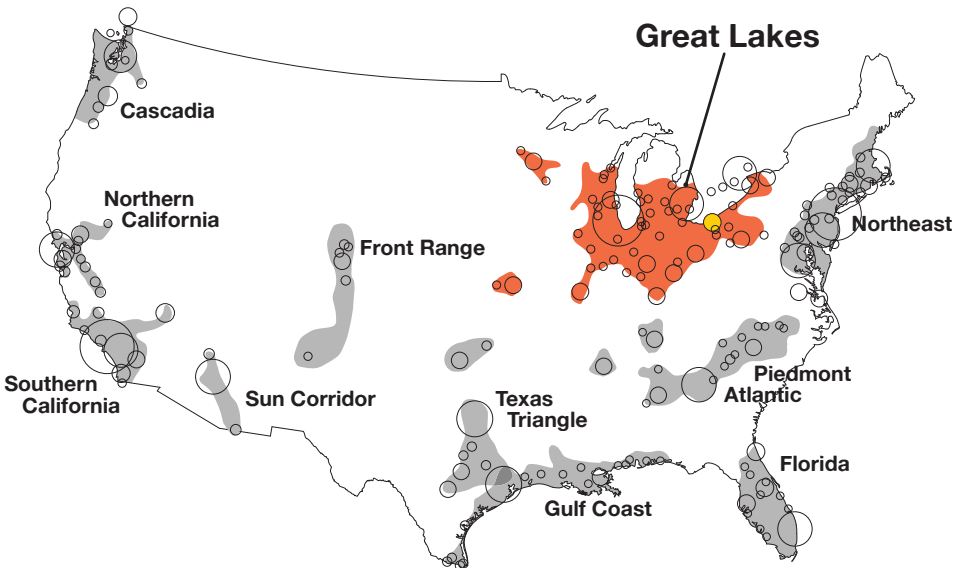 Great Lakes
Cascadia
Northern
California
Front Range
Northeast
Southern
California
Sun Corridor
Texas
Triangle
Piedmont
Atlantic
Gulf Coast
Florida